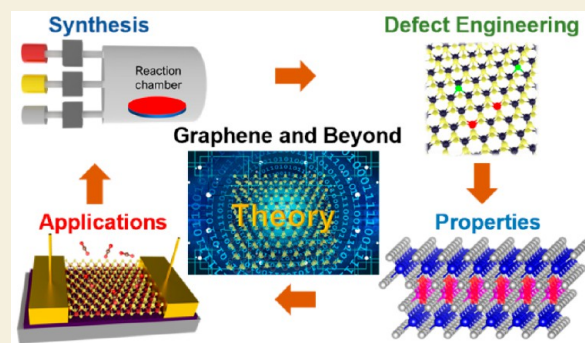 Synthesis
Defect Engineering
Reaction
chamber
Graphene and Beyond
Theory
Applications
Properties